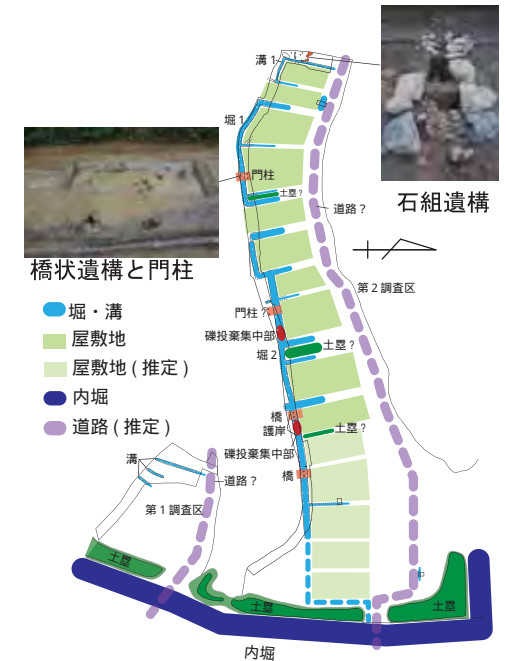 溝1
堀1
石組遺構
門柱
土塁?
道路?
橋状遺構と門柱
第2調査区
堀・溝
屋敷地
屋敷地(推定)
内堀
道路(推定)
門柱?
礫投棄集中部
土塁?
堀2
橋
護岸
土塁?
礫投棄集中部
橋
溝
道路?
第1調査区
土塁
土塁
土塁
内堀